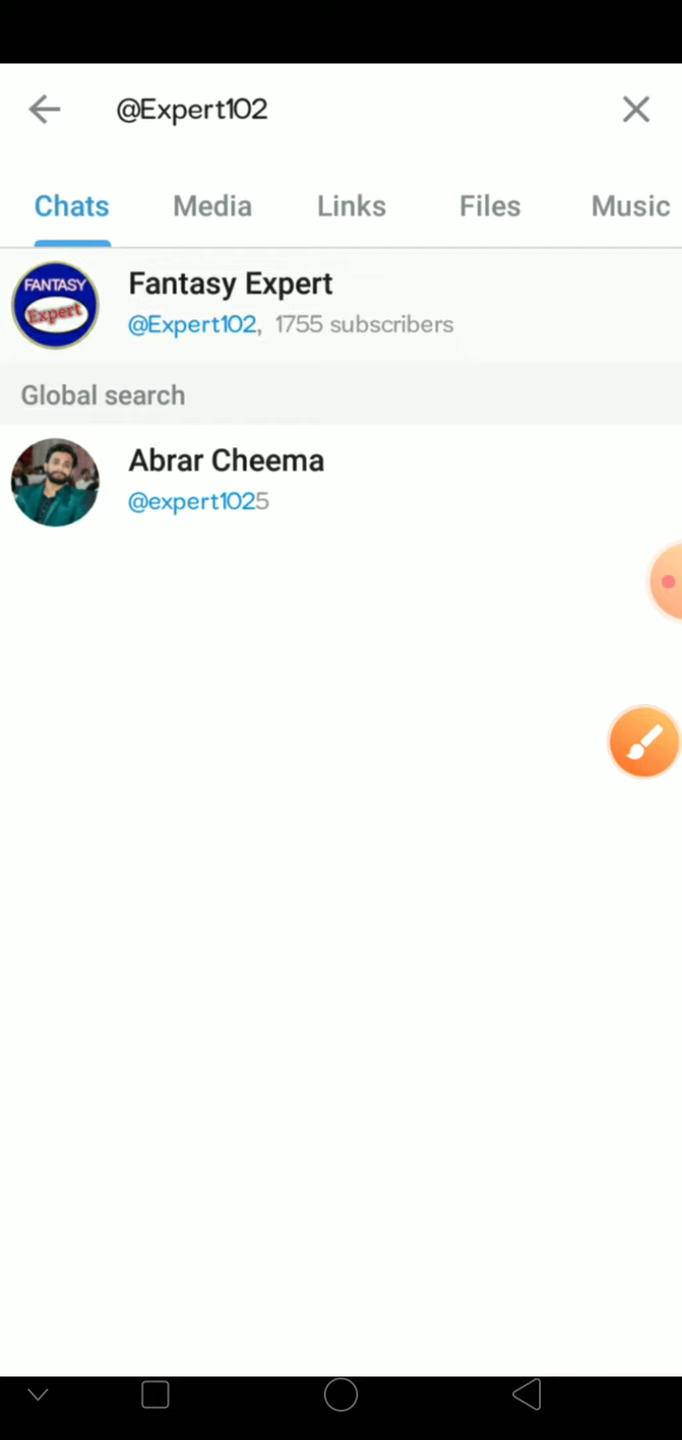 @Expert102
Chats Media Links Files Music
FANTASY
Expert
Fantasy Expert
@Expert102, 1755 subscribers
Global search
Abrar Cheema
@expert1025